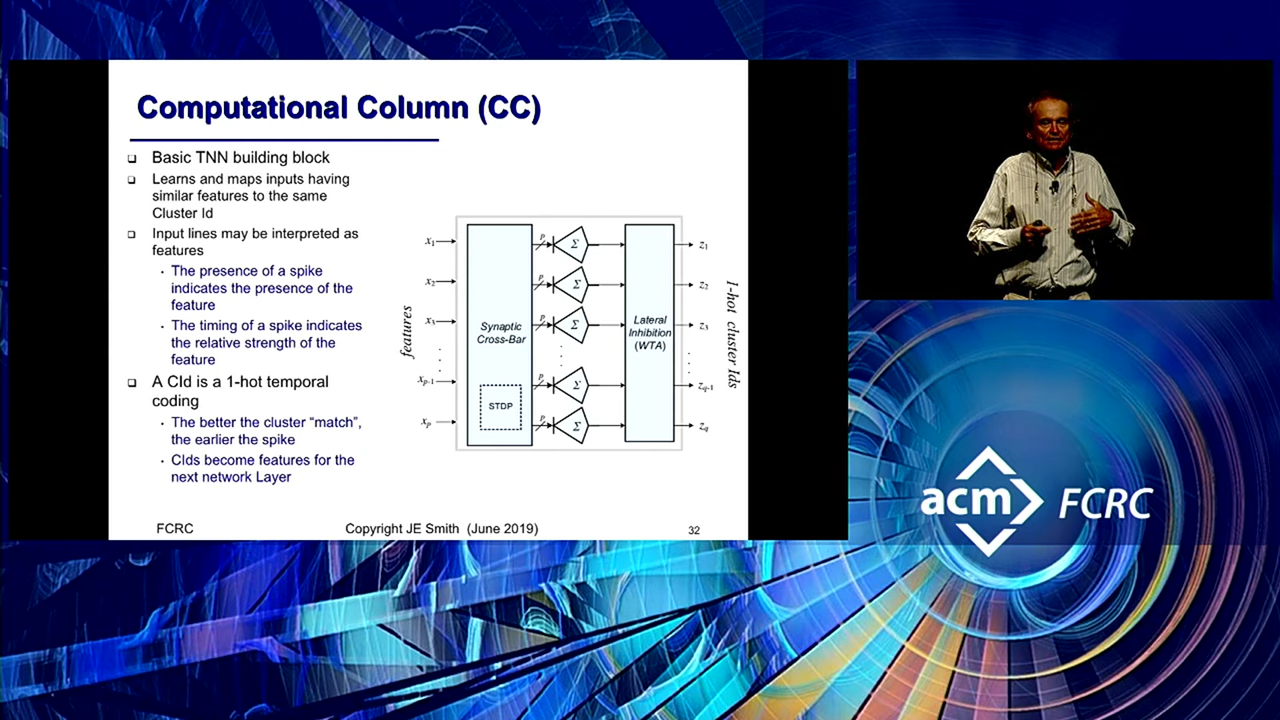 Computational Column (CC)
❑ Basic TNN building block
❑ Learns and maps inputs having
similar features to the same
Cluster Id
❑ Input lines may be interpreted as
features
▪ The presence of a spike
indicates the presence of the
feature
▪ The timing of a spike indicates
the relative strength of the
feature
❑ A CId is a 1-hot temporal
coding
▪ The better the cluster “match”,
the earlier the spike
▪ CIds become features for the
next network Layer
features
x1
x2
x3
xp-1
xp
Synaptic
Cross-Bar
STDP
p Σ
p Σ
p Σ
p Σ
p Σ
Lateral
Inhibition
(WTA)
z1
z2
z3
zq-1
zq
1-hot cluster Ids
FCRC
Copyright JE Smith (June 2019)
32
acm FCRC